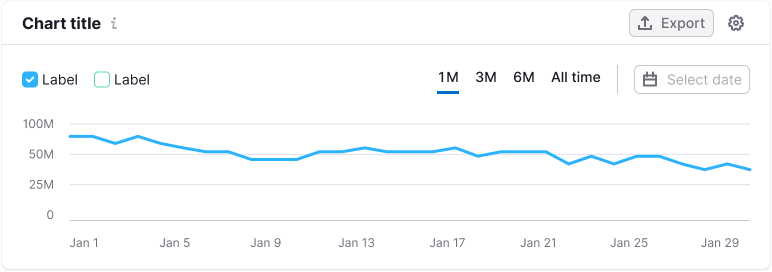 Chart title
Export
Label
Label
1M
3M
6M
All time
Select date
100M
50M
25M
0
Jan 1
Jan 5
Jan 9
Jan 13
Jan 17
Jan 21
Jan 25
Jan 29